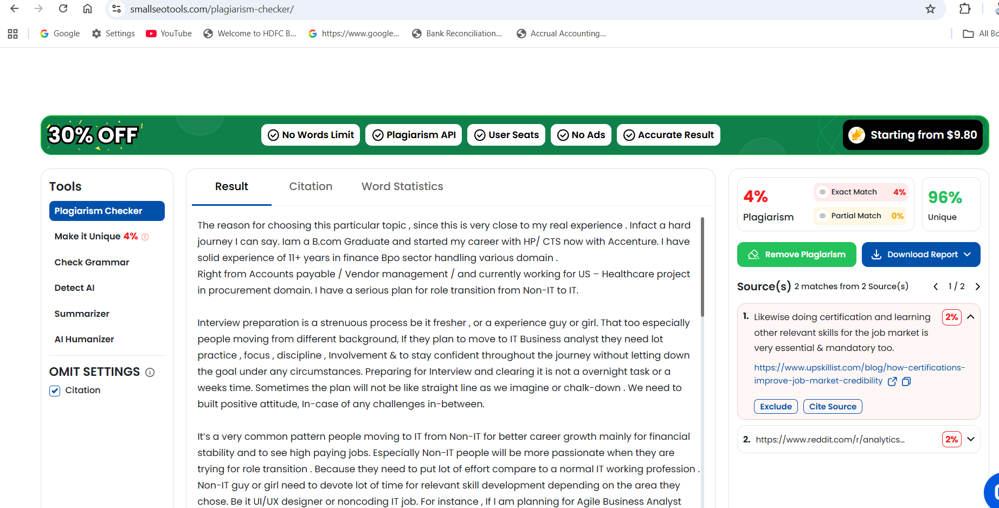 smallseotools.com/plagiarism-checker/
Google
Settings
YouTube
Welcome to HDFC B...
https://www.google...
Bank Reconciliation...
Accrual Accounting...
30% OFF
No Words Limit
Plagiarism API
User Seats
No Ads
Accurate Result
Starting from $9.80
Tools
Plagiarism Checker
Make it Unique 4%
Check Grammar
Detect AI
Summarizer
AI Humanizer
OMIT SETTINGS
Citation
Result
Citation
Word Statistics
The reason for choosing this particular topic , since this is very close to my real experience . Infact a hard
journey I can say. Iam a B.com Graduate and started my career with HP/ CTS now with Accenture. I have
solid experience of 11+ years in finance Bpo sector handling various domain .
Right from Accounts payable / Vendor management / and currently working for US – Healthcare project
in procurement domain. I have a serious plan for role transition from Non-IT to IT.
Interview preparation is a strenuous process be it fresher , or a experience guy or girl. That too especially
people moving from different background, If they plan to move to IT Business analyst they need lot
practice , focus , discipline , Involvement & to stay confident throughout the journey without letting down
the goal under any circumstances. Preparing for Interview and clearing it is not a overnight task or a
weeks time. Sometimes the plan will not be like straight line as we imagine or chalk-down . We need to
built positive attitude, In-case of any challenges in-between.
It’s a very common pattern people moving to IT from Non-IT for better career growth mainly for financial
stability and to see high paying jobs. Especially Non-IT people will be more passionate when they are
trying for role transition . Because they need to put lot of effort compare to a normal IT working profession .
Non-IT guy or girl need to devote lot of time for relevant skill development depending on the area they
chose. Be it UI/UX designer or noncoding IT job. For instance , If I am planning for Agile Business Analyst
4%
Plagiarism
Exact Match 4%
Partial Match 0%
96%
Unique
Remove Plagiarism
Download Report
Source(s) 2 matches from 2 Source(s)
1 / 2
1. Likewise doing certification and learning 2%
other relevant skills for the job market is
very essential & mandatory too.
https://www.upskillist.com/blog/how-certifications-
improve-job-market-credibility
Exclude
Cite Source
2. https://www.reddit.com/r/analytics... 2%